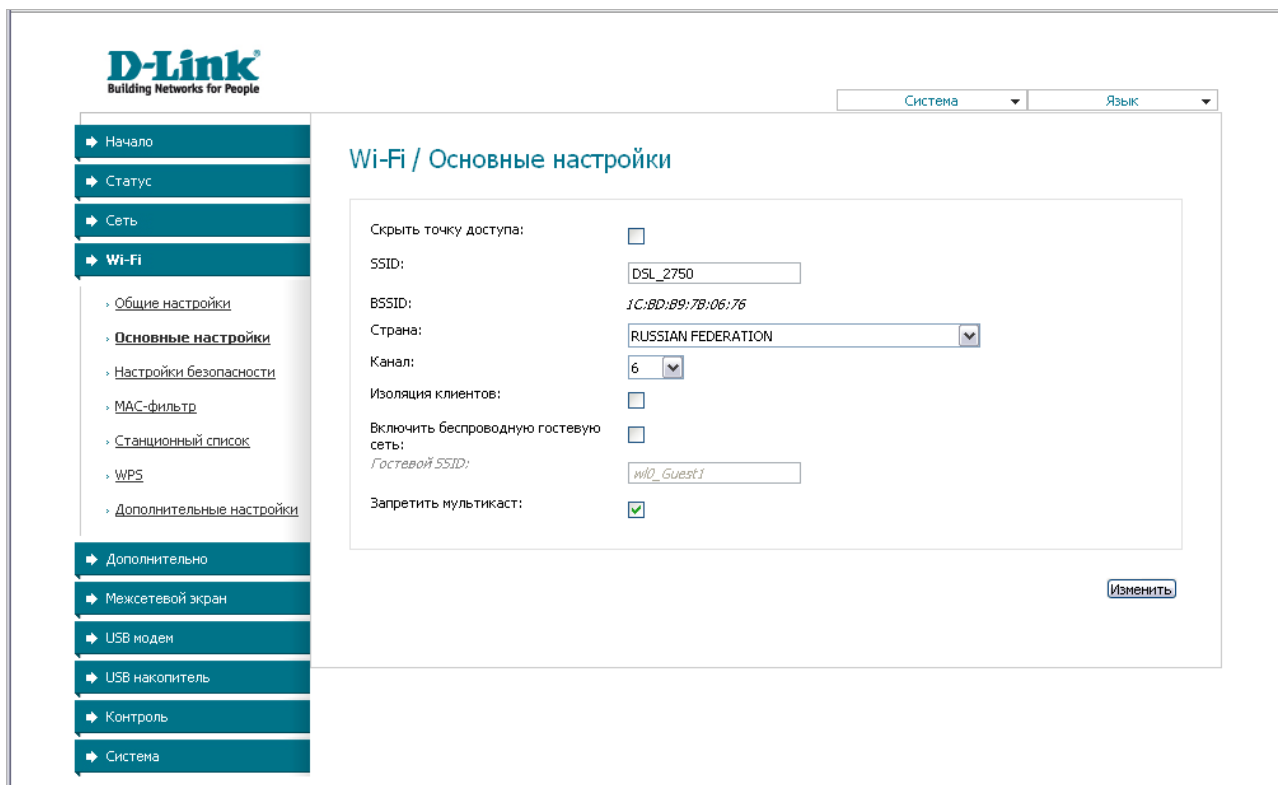 D-Link
Building Networks for People
Система
Язык
Начало
Статус
Сеть
Wi-Fi
Общие настройки
Основные настройки
Настройки безопасности
MAC-фильтр
Станционный список
WPS
Дополнительные настройки
Дополнительно
Межсетевой экран
USB модем
USB накопитель
Контроль
Система
Wi-Fi / Основные настройки
Скрыть точку доступа:
SSID: DSL_2750
BSSID: 1C:BD:B9:7B:06:76
Страна: RUSSIAN FEDERATION
Канал: 6
Изоляция клиентов:
Включить беспроводную гостевую
сеть:
Гостевой SSID: wl0_Guest1
Запретить мультикаст:
Изменить